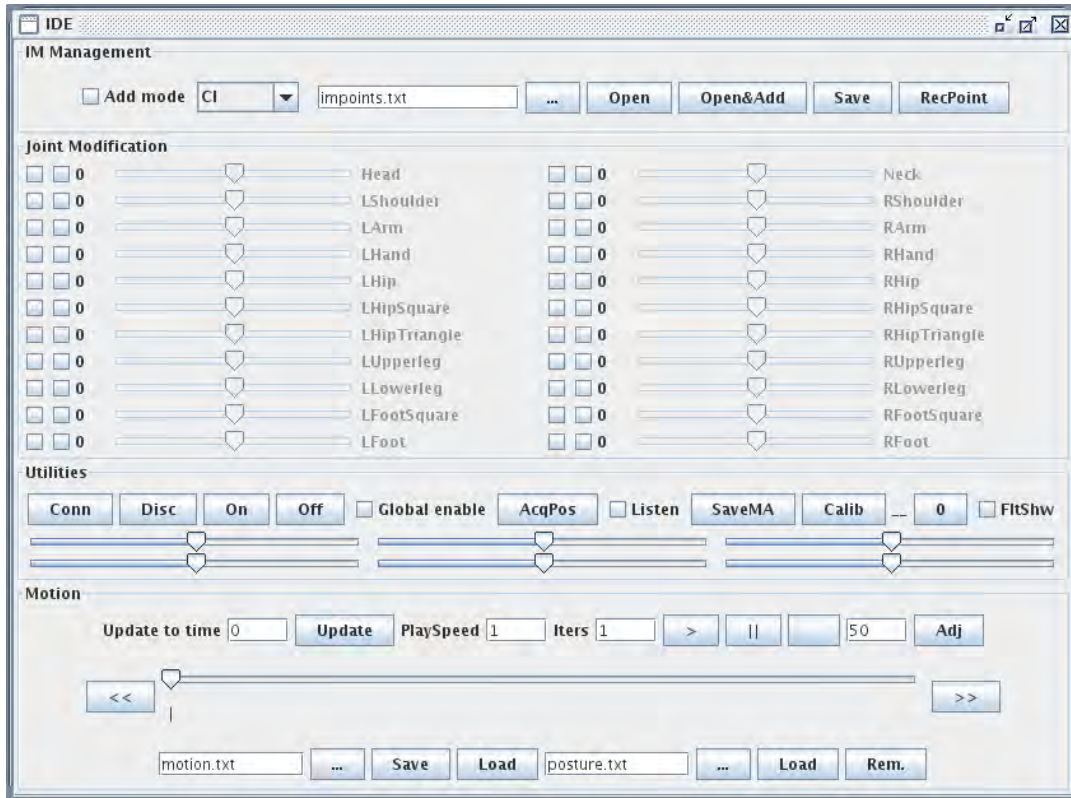 IDE
IM Management
Add mode CI impoints.txt ... Open Open&Add Save RecPoint
Joint Modification
0 Head 0 Neck
0 LShoulder 0 RShoulder
0 LArm 0 RArm
0 LHand 0 RHand
0 LHip 0 RHip
0 LHipSquare 0 RHipSquare
0 LHipTriangle 0 RHipTriangle
0 LUpperleg 0 RUpperleg
0 LLowerleg 0 RLowerleg
0 LFootSquare 0 RFootSquare
0 LFoot 0 RFoot
Utilities
Conn Disc On Off Global enable AcqPos Listen SaveMA Calib __ 0 FltShw
Motion
Update to time 0 Update PlaySpeed 1 Iters 1 > || 50 Adj
<< >>
motion.txt ... Save Load posture.txt ... Load Rem.